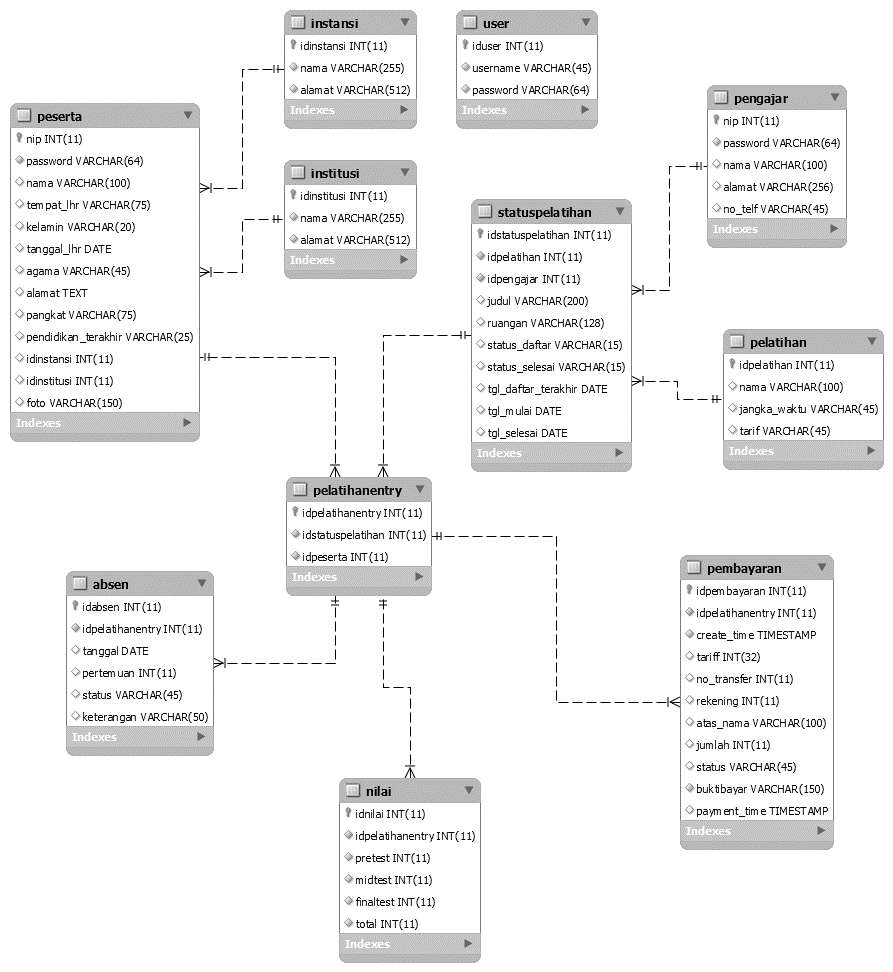 instansi
idinstansi INT(11)
nama VARCHAR(255)
alamat VARCHAR(512)
Indexes
user
iduser INT(11)
username VARCHAR(45)
password VARCHAR(64)
Indexes
pengajar
nip INT(11)
password VARCHAR(64)
nama VARCHAR(100)
alamat VARCHAR(256)
no_telf VARCHAR(45)
Indexes
peserta
nip INT(11)
password VARCHAR(64)
nama VARCHAR(100)
tempat_lhr VARCHAR(75)
kelamin VARCHAR(20)
tanggal_lhr DATE
agama VARCHAR(45)
alamat TEXT
pangkat VARCHAR(75)
pendidikan_terakhir VARCHAR(25)
idinstansi INT(11)
idinstitusi INT(11)
foto VARCHAR(150)
Indexes
institusi
idinstitusi INT(11)
nama VARCHAR(255)
alamat VARCHAR(512)
Indexes
statuspelatihan
idstatuspelatihan INT(11)
idpelatihan INT(11)
idpengajar INT(11)
judul VARCHAR(200)
ruangan VARCHAR(128)
status_daftar VARCHAR(15)
status_selesai VARCHAR(15)
tgl_daftar_terakhir DATE
tgl_mulai DATE
tgl_selesai DATE
Indexes
pelatihan
idpelatihan INT(11)
nama VARCHAR(100)
jangka_waktu VARCHAR(45)
tarif VARCHAR(45)
Indexes
pelatihanentry
idpelatihanentry INT(11)
idstatuspelatihan INT(11)
idpeserta INT(11)
Indexes
absen
idabsen INT(11)
idpelatihanentry INT(11)
tanggal DATE
pertemuan INT(11)
status VARCHAR(45)
keterangan VARCHAR(50)
Indexes
pembayaran
idpembayaran INT(11)
idpelatihanentry INT(11)
create_time TIMESTAMP
tariff INT(32)
no_transfer INT(11)
rekening INT(11)
atas_nama VARCHAR(100)
jumlah INT(11)
status VARCHAR(45)
buktibayar VARCHAR(150)
payment_time TIMESTAMP
Indexes
nilai
idnilai INT(11)
idpelatihanentry INT(11)
pretest INT(11)
midtest INT(11)
finaltest INT(11)
total INT(11)
Indexes